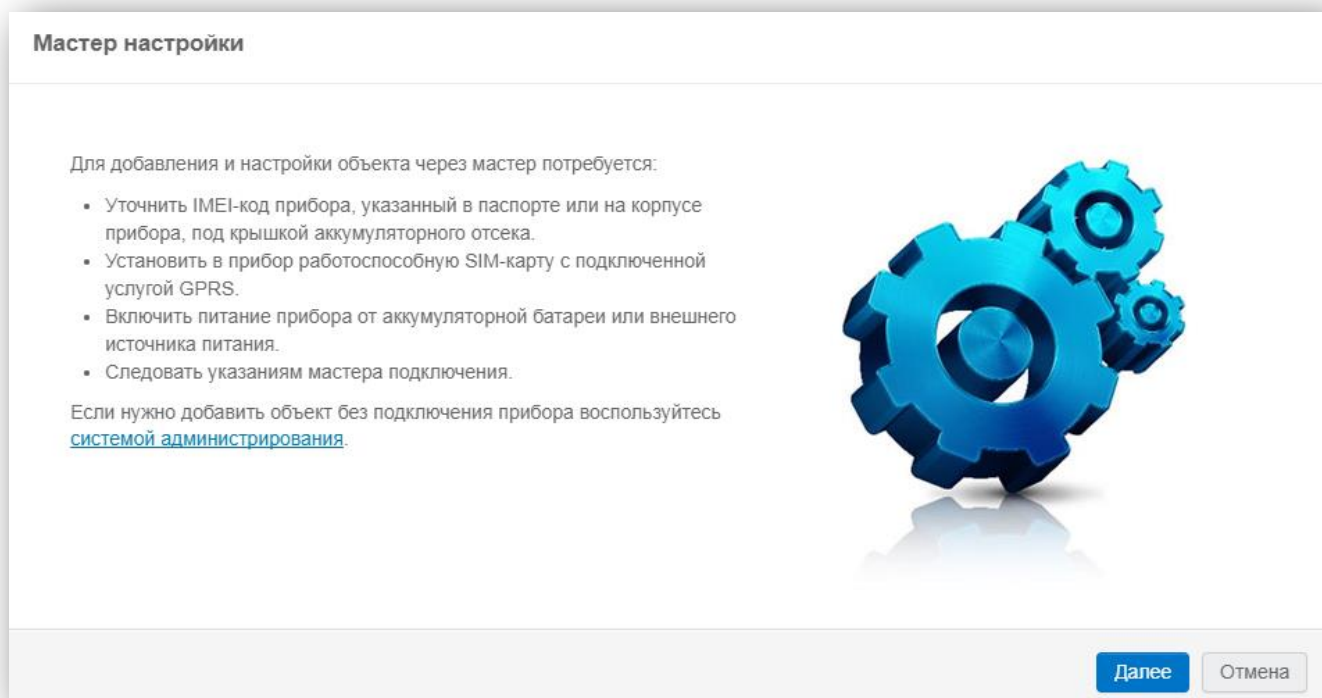 Мастер настройки
Для добавления и настройки объекта через мастер потребуется:
• Уточнить IMEI-код прибора, указанный в паспорте или на корпусе
прибора, под крышкой аккумуляторного отсека.
• Установить в прибор работоспособную SIM-карту с подключенной
услугой GPRS.
• Включить питание прибора от аккумуляторной батареи или внешнего
источника питания.
• Следовать указаниям мастера подключения.
Если нужно добавить объект без подключения прибора воспользуйтесь
системой администрирования.
Далее
Отмена